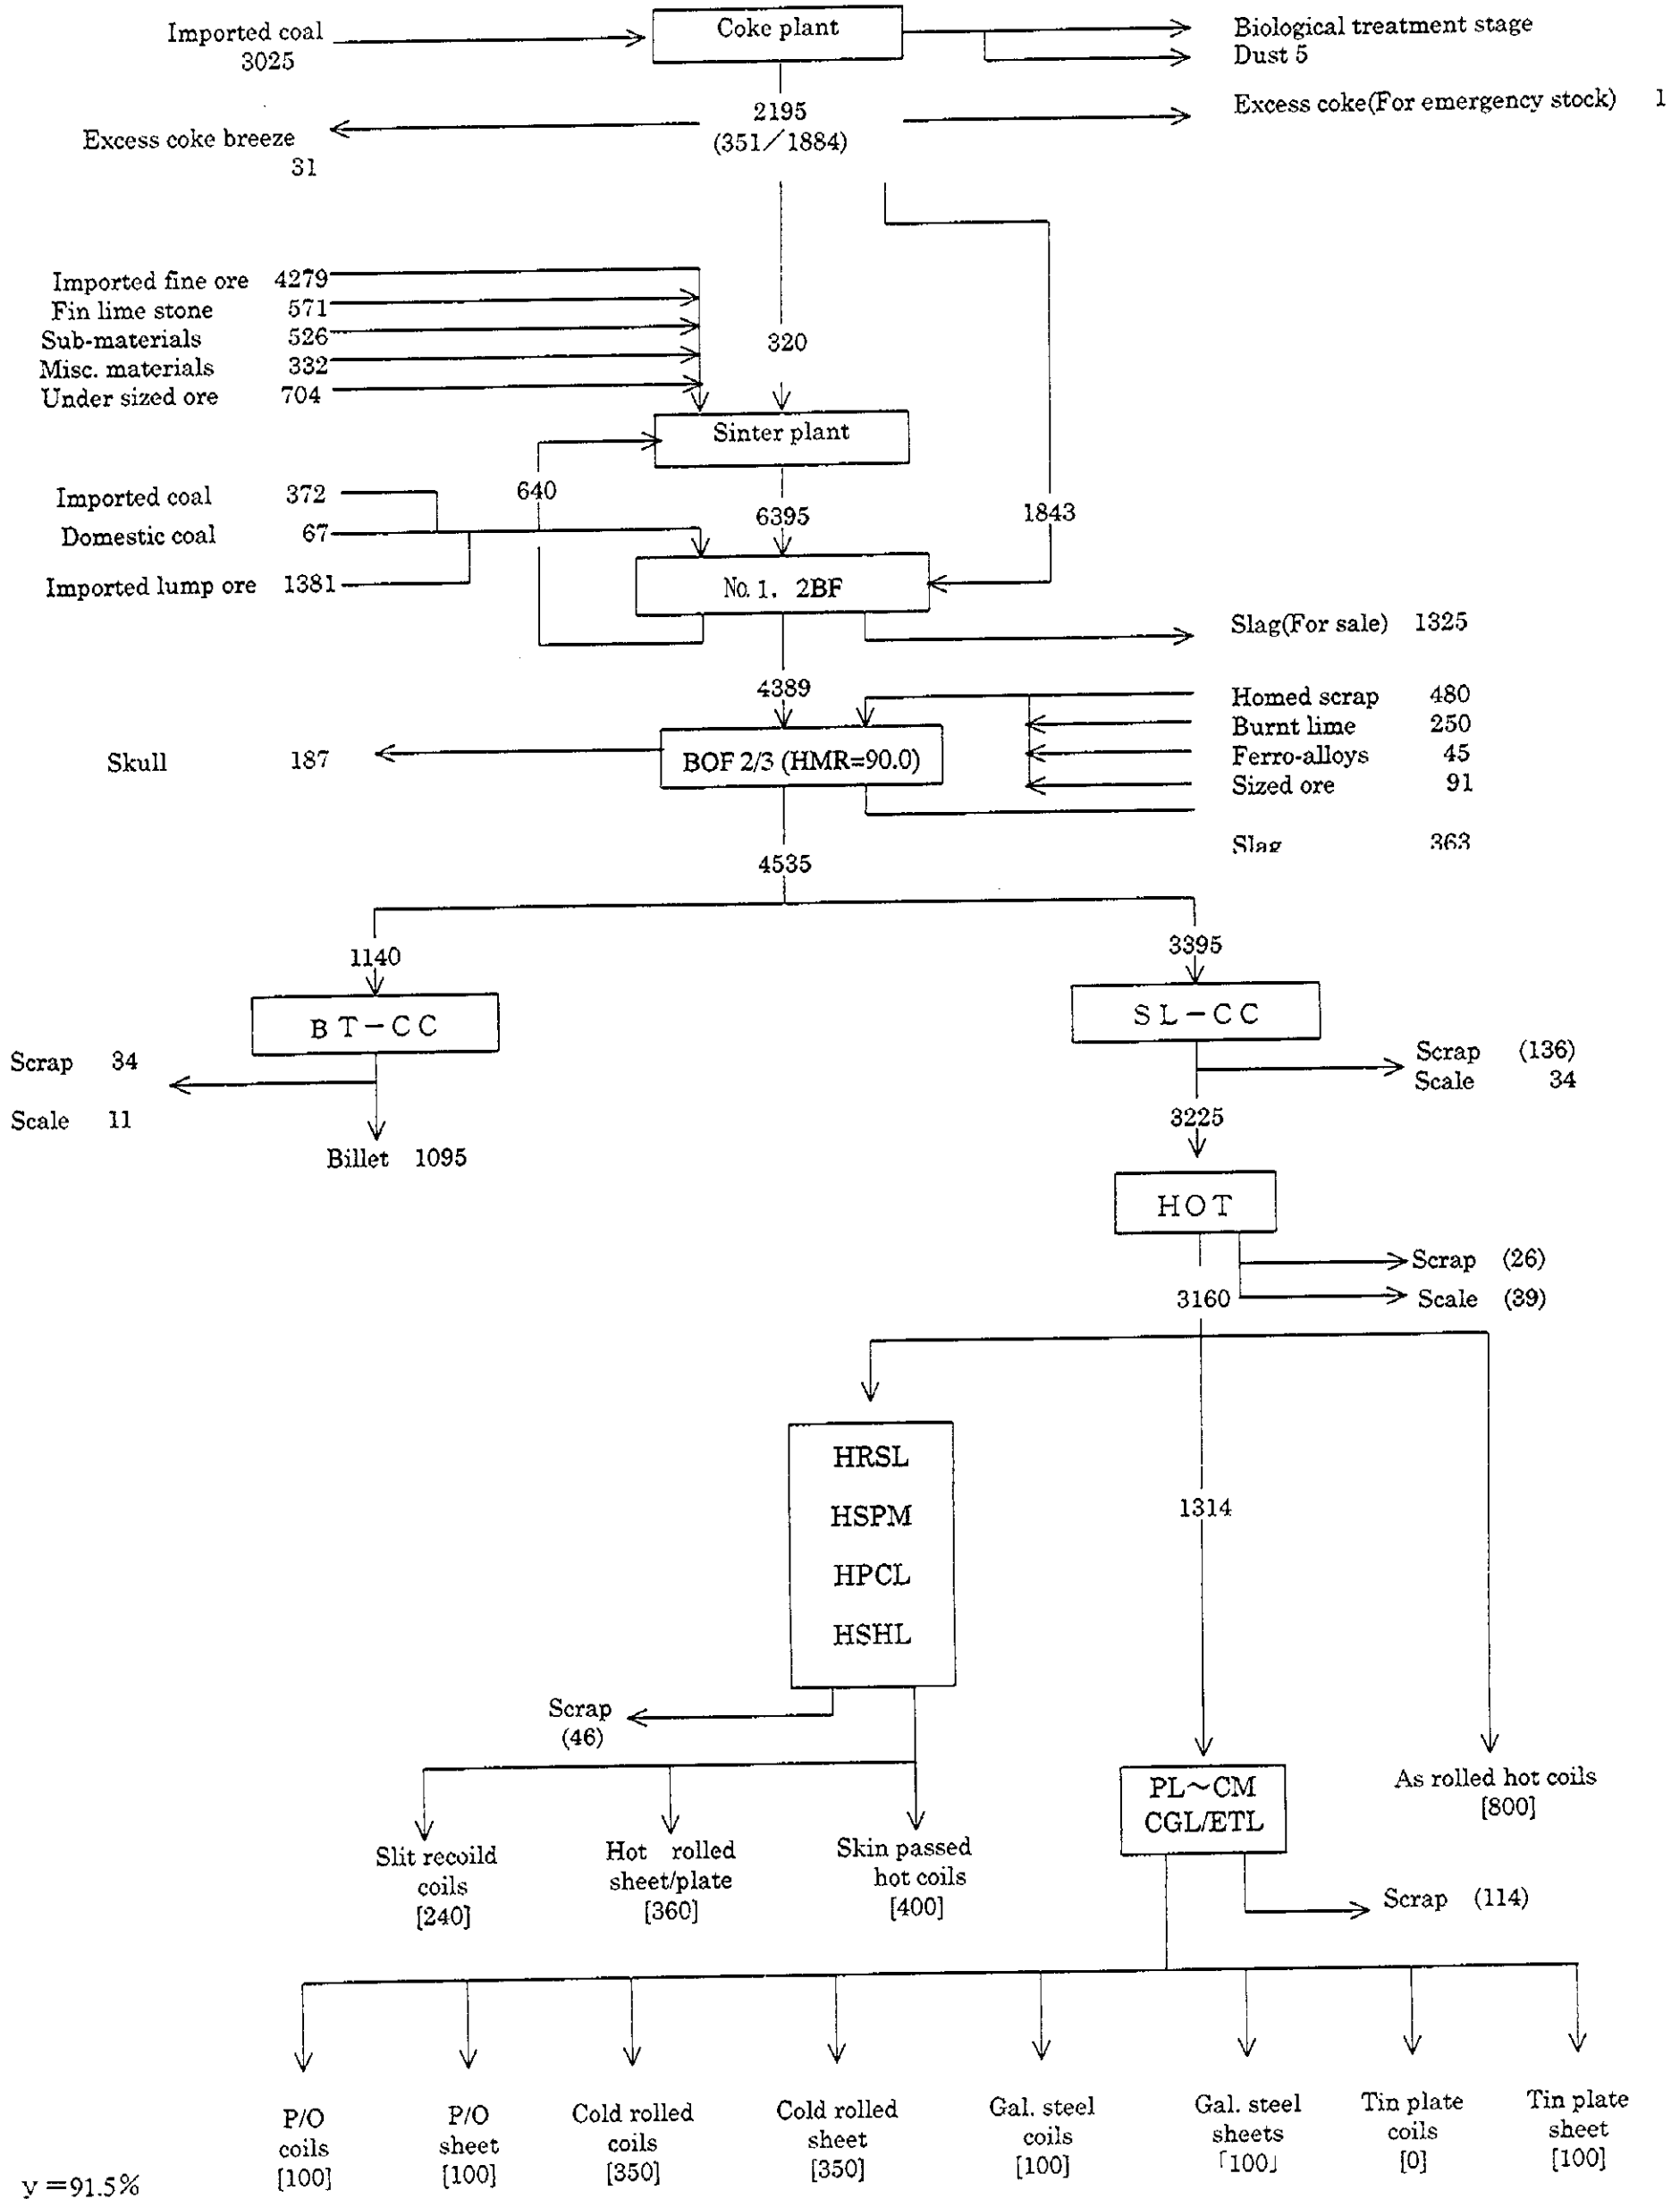 Imported coal
3025
Coke plant
Biological treatment stage
Dust 5
2195
(351/1884)
Excess coke breeze
31
Excess coke(For emergency stock) 1
Imported fine ore 4279
Fin lime stone 571
Sub-materials 526
Misc. materials 332
Under sized ore 704
320
Sinter plant
Imported coal 372
Domestic coal 67
Imported lump ore 1381
640
6395
1843
No. 1. 2BF
Slag(For sale) 1325
4389
Homed scrap 480
Burnt lime 250
Ferro-alloys 45
Sized ore 91
Skull 187
BOF 2/3 (HMR=90.0)
Slag 363
4535
1140
3395
BT-CC
SL-CC
Scrap 34
Scale 11
Billet 1095
Scrap (136)
Scale 34
3225
HOT
Scrap (26)
Scale (39)
3160
HRSL
HSPM
HPCL
HSHL
1314
Scrap
(46)
PL~CM
CGL/ETL
As rolled hot coils
[800]
Slit recoild
coils
[240]
Hot rolled
sheet/plate
[360]
Skin passed
hot coils
[400]
Scrap (114)
P/O
coils
[100]
P/O
sheet
[100]
Cold rolled
coils
[350]
Cold rolled
sheet
[350]
Gal. steel
coils
[100]
Gal. steel
sheets
「100」
Tin plate
coils
[0]
Tin plate
sheet
[100]
y=91.5%